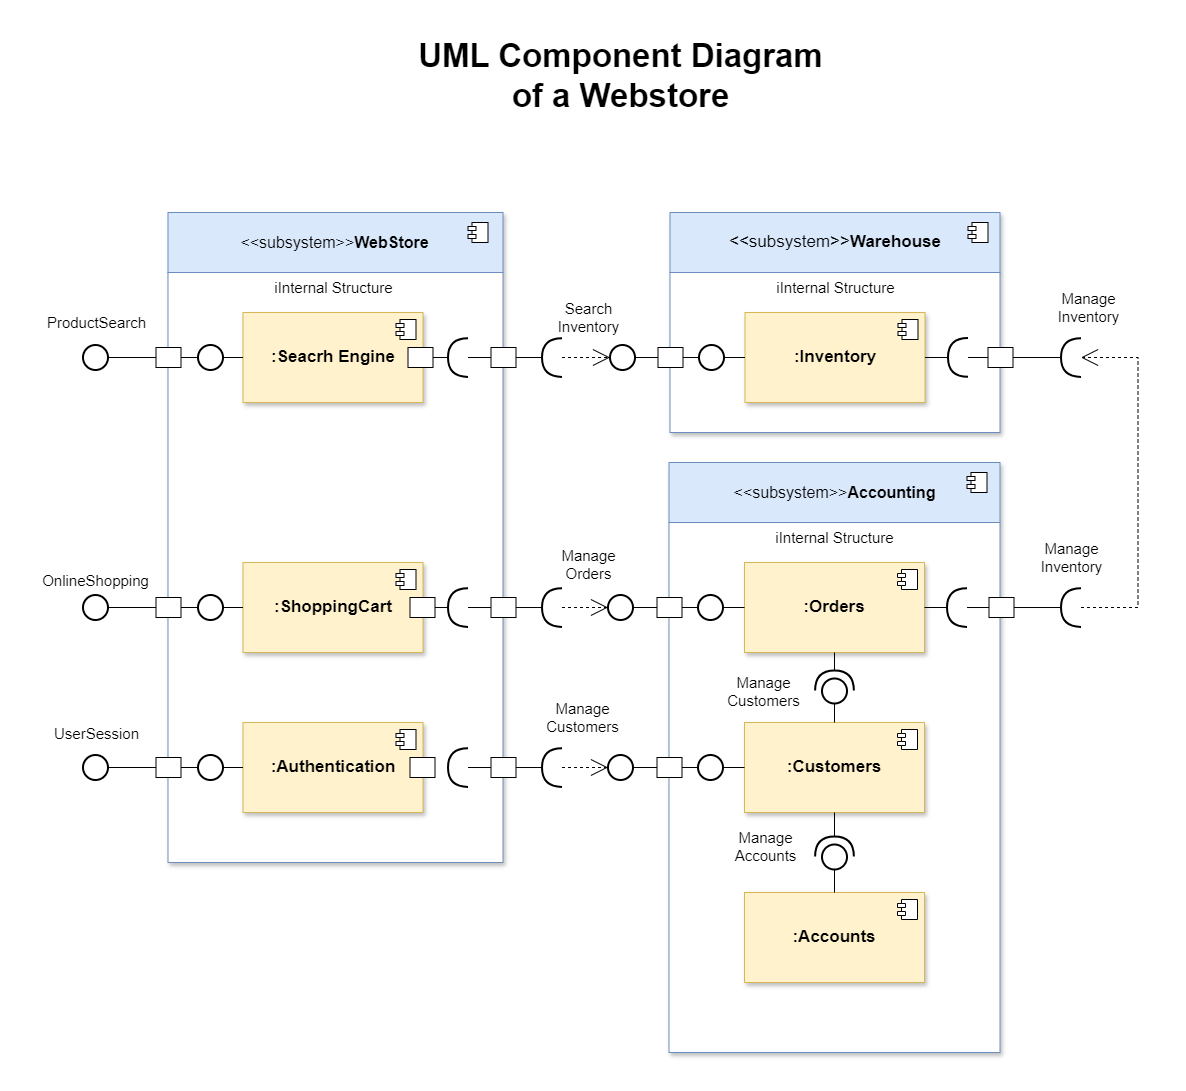 UML Component Diagram
of a Webstore
<<subsystem>>WebStore
<<subsystem>>Warehouse
iInternal Structure
iInternal Structure
ProductSearch
:Seacrh Engine
Search
Inventory
:Inventory
Manage
Inventory
<<subsystem>>Accounting
iInternal Structure
OnlineShopping
:ShoppingCart
Manage
Orders
:Orders
Manage
Inventory
Manage
Customers
UserSession
:Authentication
Manage
Customers
:Customers
Manage
Accounts
:Accounts